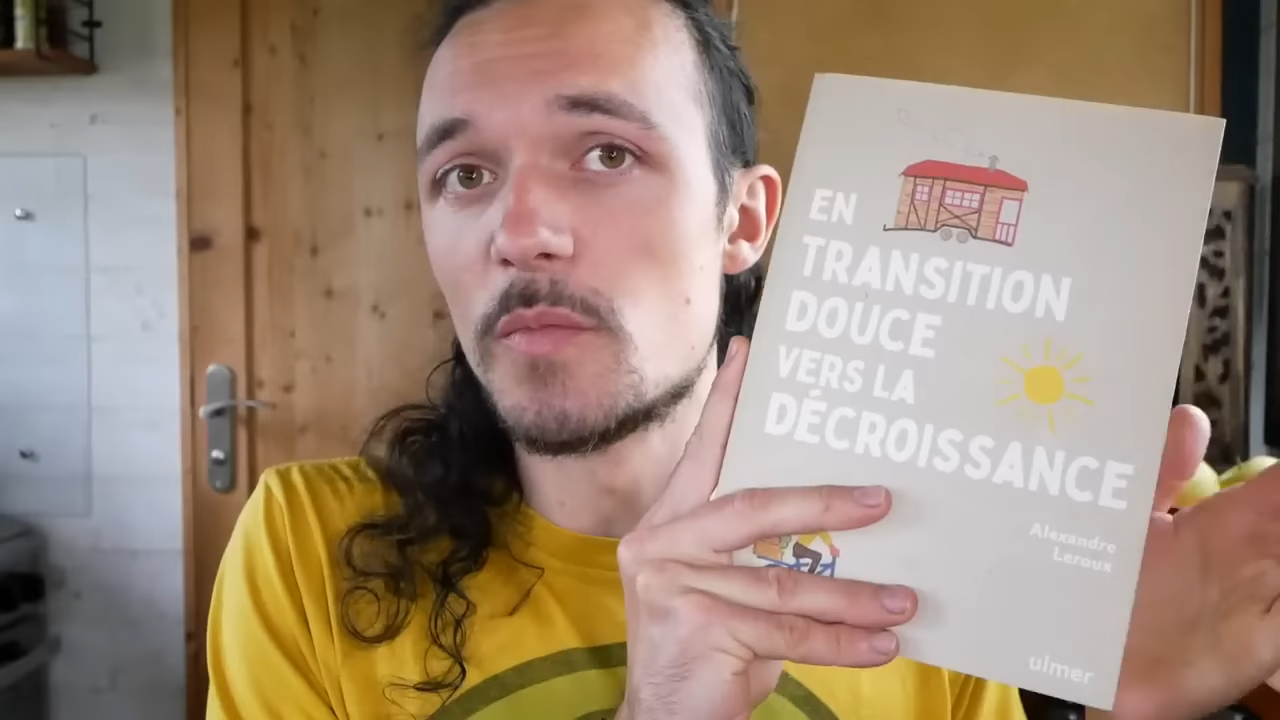 EN
TRANSITION
DOUCE
VERS LA
DÉCROISSANCE
Alexandre
Leroux
ulmer